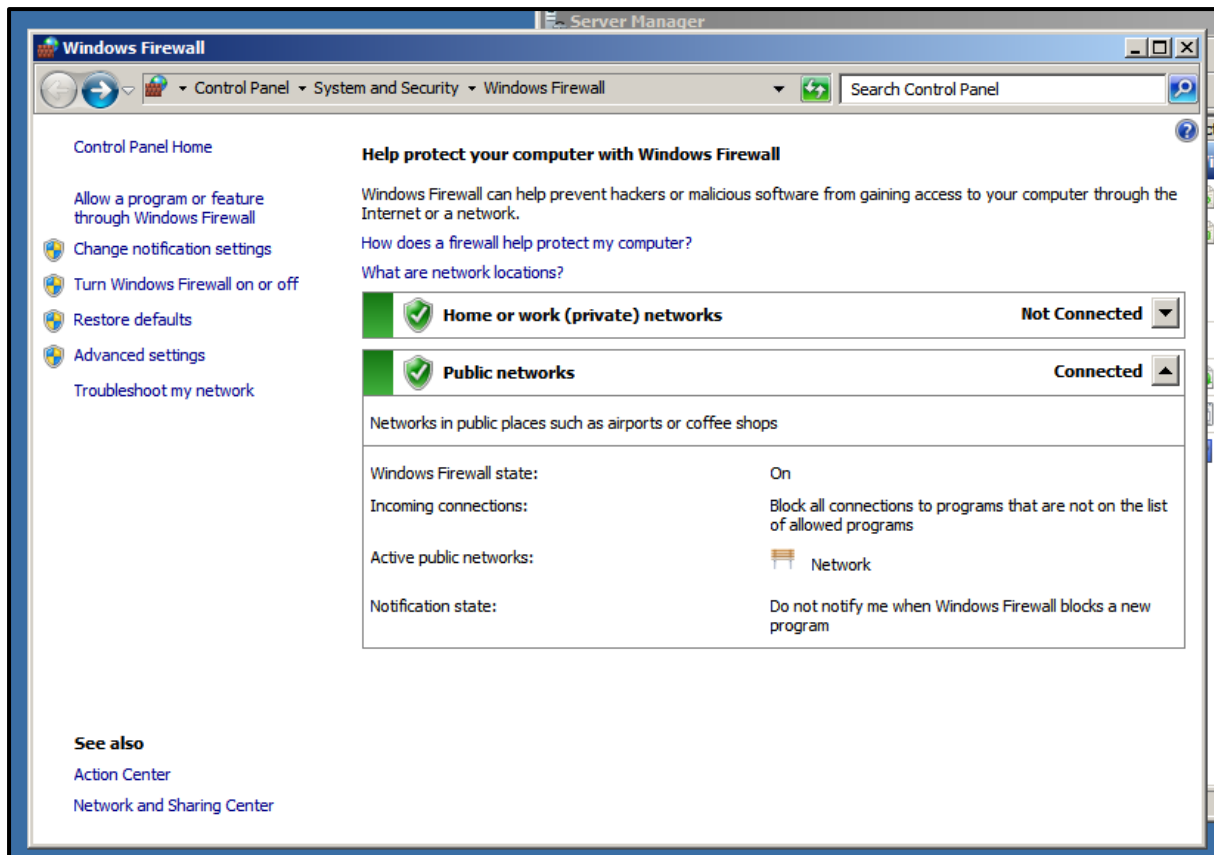 Server Manager
Windows Firewall
Control Panel System and Security Windows Firewall
Search Control Panel
Control Panel Home
Allow a program or feature
through Windows Firewall
Change notification settings
Turn Windows Firewall on or off
Restore defaults
Advanced settings
Troubleshoot my network
See also
Action Center
Network and Sharing Center
Help protect your computer with Windows Firewall
Windows Firewall can help prevent hackers or malicious software from gaining access to your computer through the
Internet or a network.
How does a firewall help protect my computer?
What are network locations?
Home or work (private) networks Not Connected
Public networks Connected
Networks in public places such as airports or coffee shops
Windows Firewall state: On
Incoming connections: Block all connections to programs that are not on the list
of allowed programs
Active public networks: Network
Notification state: Do not notify me when Windows Firewall blocks a new
program